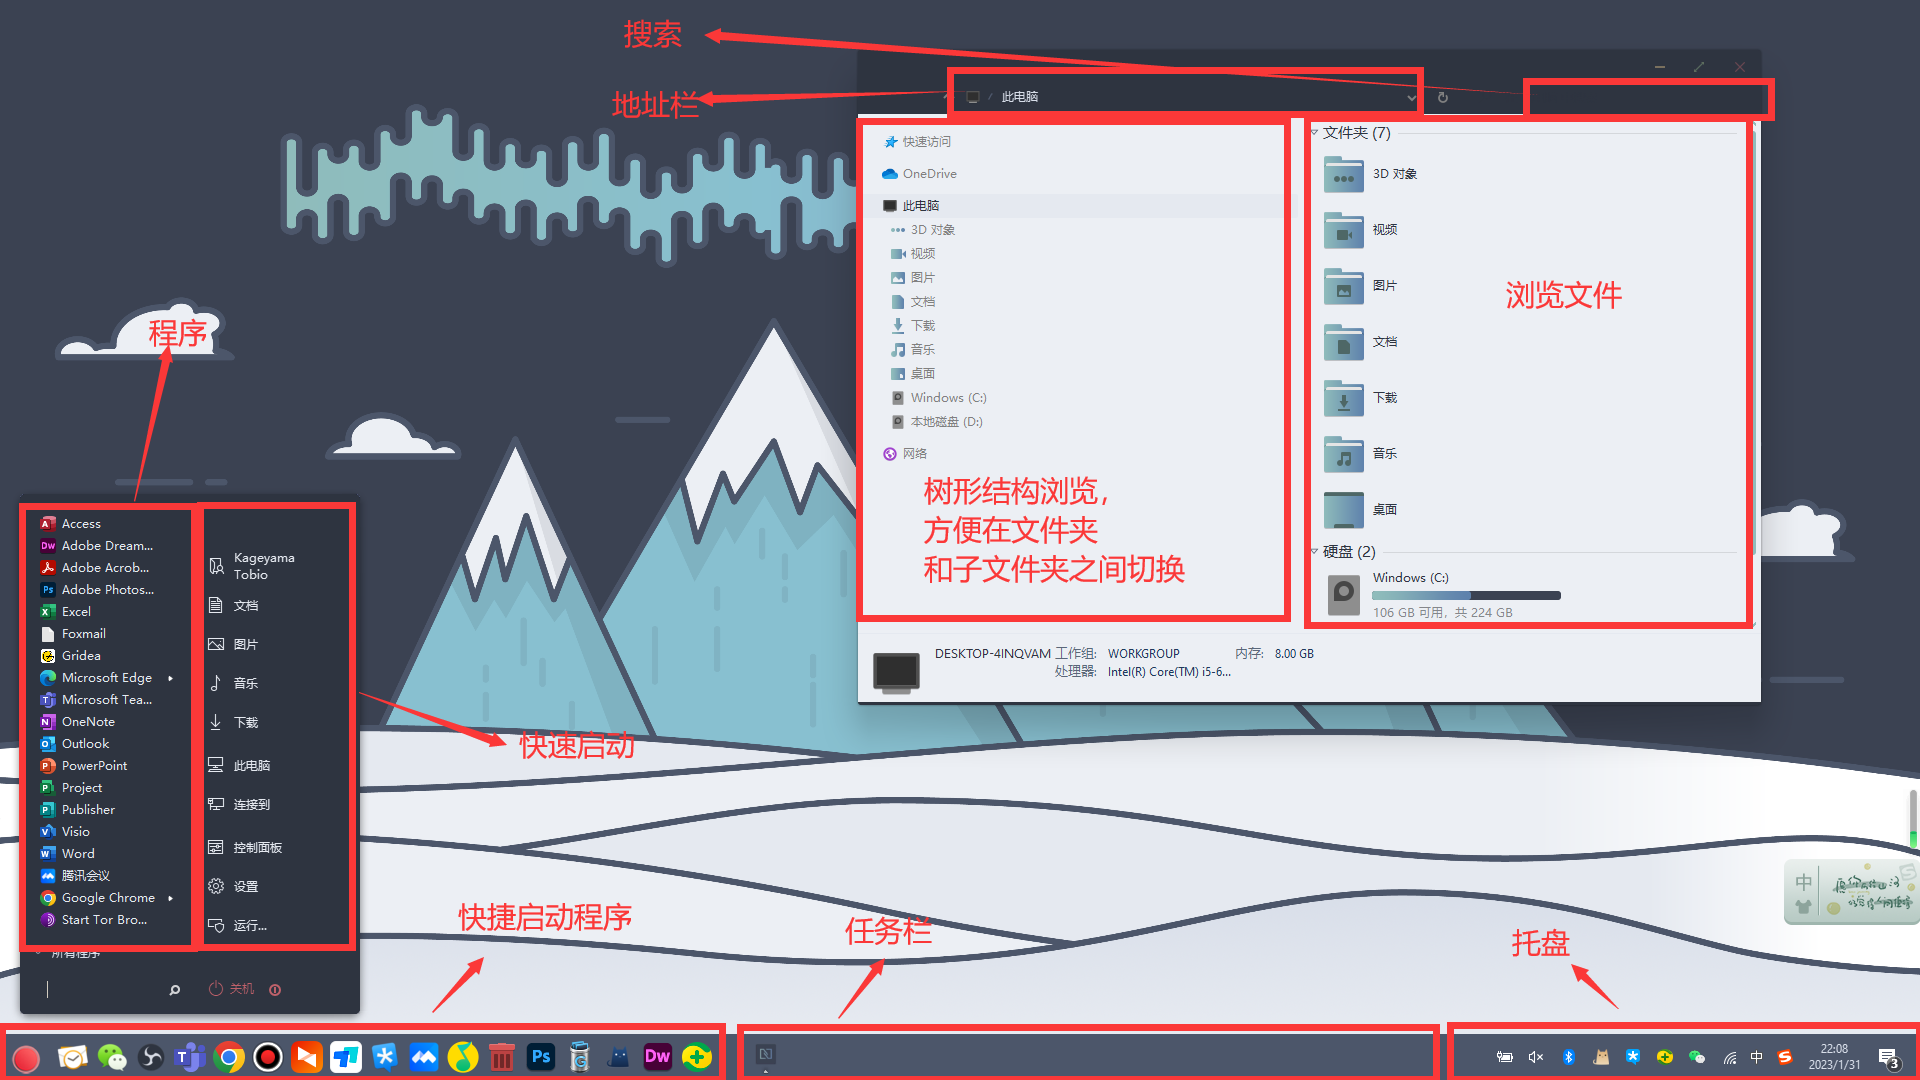 搜索
地址栏
此电脑
快速访问
OneDrive
此电脑
3D 对象
视频
图片
文档
下载
音乐
桌面
Windows (C:)
本地磁盘 (D:)
网络
树形结构浏览，
方便在文件夹
和子文件夹之间切换
文件夹 (7)
3D 对象
视频
图片
文档
下载
音乐
桌面
浏览文件
硬盘 (2)
Windows (C:)
106 GB 可用，共 224 GB
DESKTOP-4INQVAM 工作组: WORKGROUP 内存: 8.00 GB
处理器: Intel(R) Core(TM) i5-6...
程序
Access
Adobe Dream...
Adobe Acrob...
Adobe Photos...
Excel
Foxmail
Gridea
Microsoft Edge
Microsoft Tea...
OneNote
Outlook
PowerPoint
Project
Publisher
Visio
Word
腾讯会议
Google Chrome
Start Tor Bro...
所有程序
Kageyama
Tobio
文档
图片
音乐
下载
此电脑
连接到
控制面板
设置
运行...
关机
快速启动
快捷启动程序
任务栏
托盘
中
Ps
Dw
中
22:08
2023/1/31
3